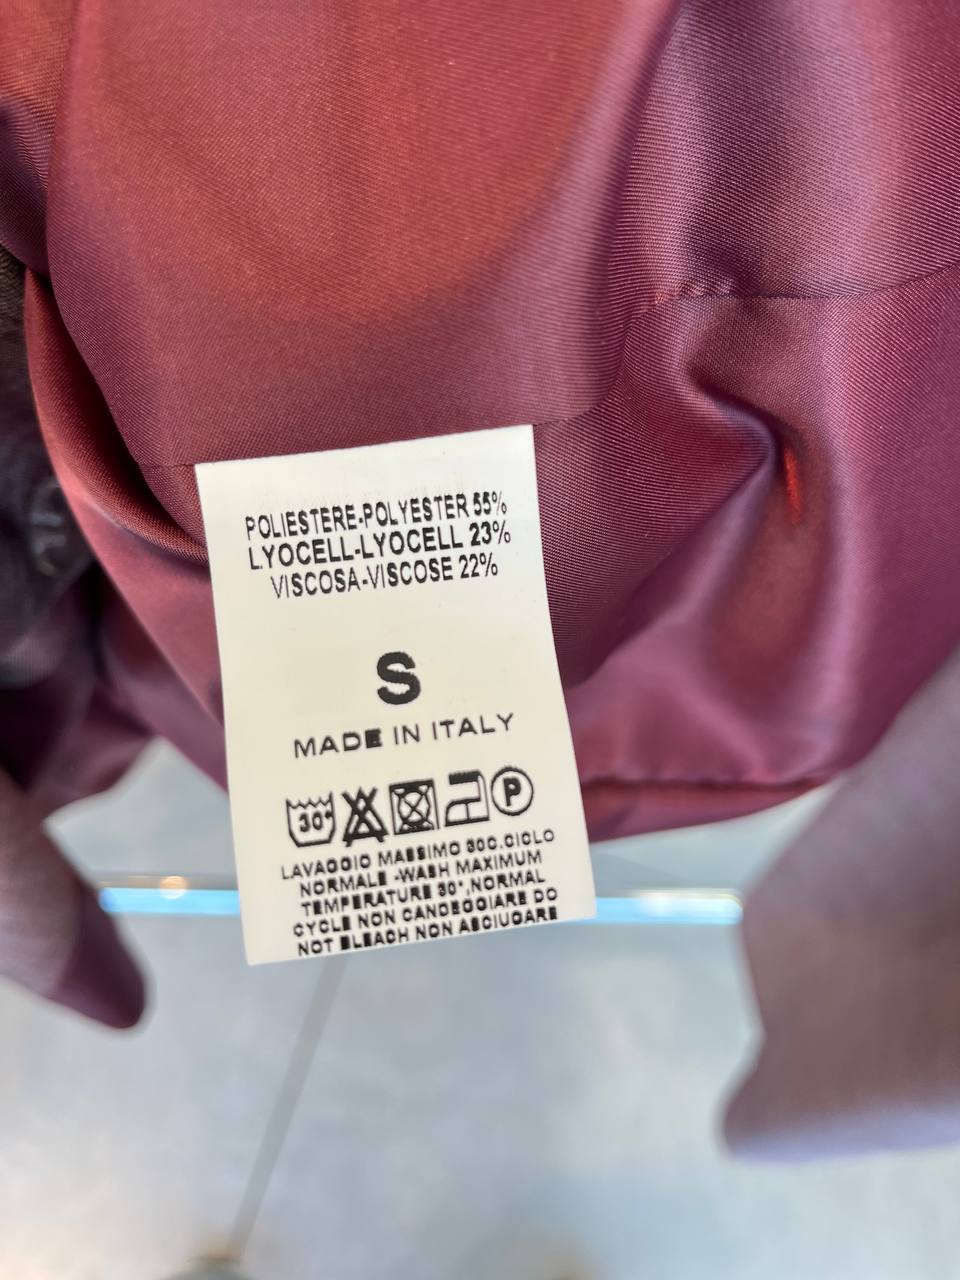 POLIESTERE-POLYESTER 55%
LYOCELL-LYOCELL 23%
VISCOSA-VISCOSE 22%
S
MADE IN ITALY
30° P
LAVAGGIO MASSIMO 30C.CICLO
NORMALE -WASH MAXIMUM
TEMPERATURE 30°,NORMAL
CYCLE NON CANDEGGIARE DO
NOT BLEACH NON ASCIUGARE